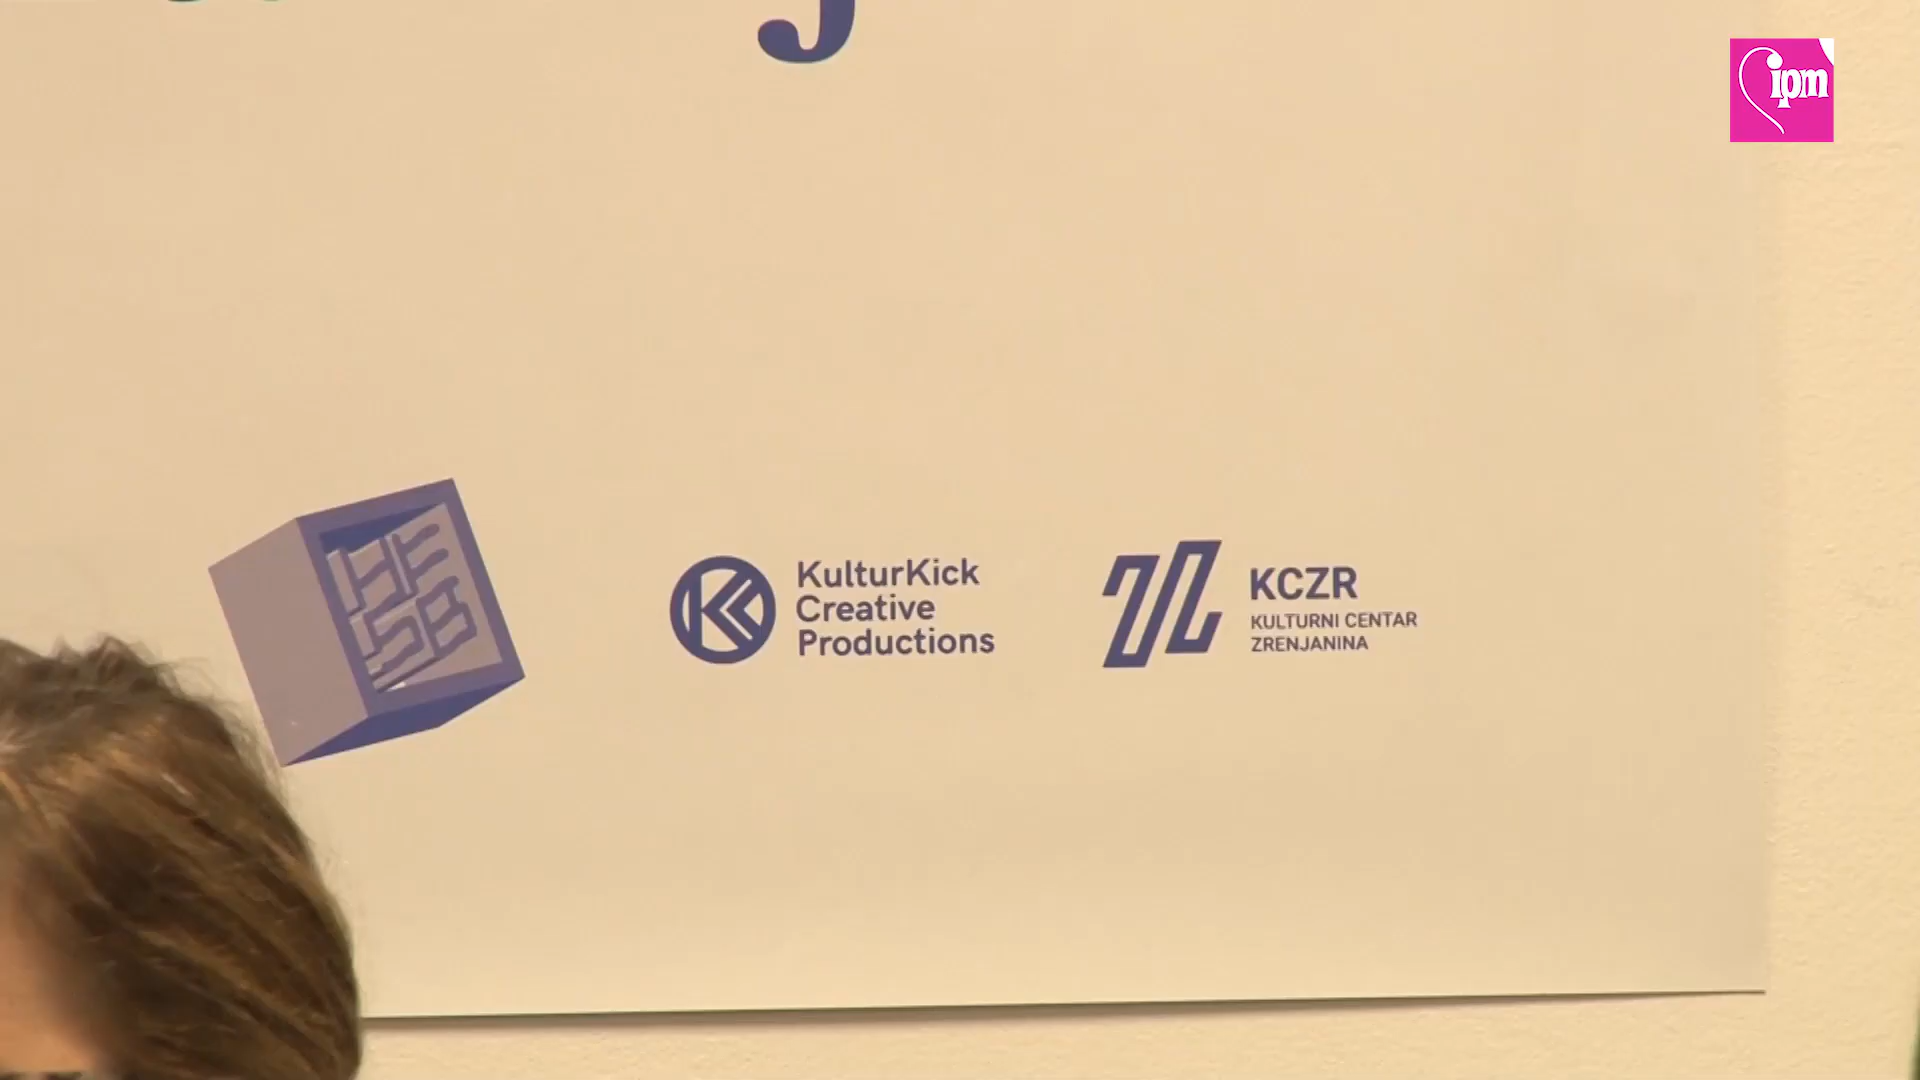 j
ipm
KulturKick
Creative
Productions
KCZR
KULTURNI CENTAR
ZRENJANINA